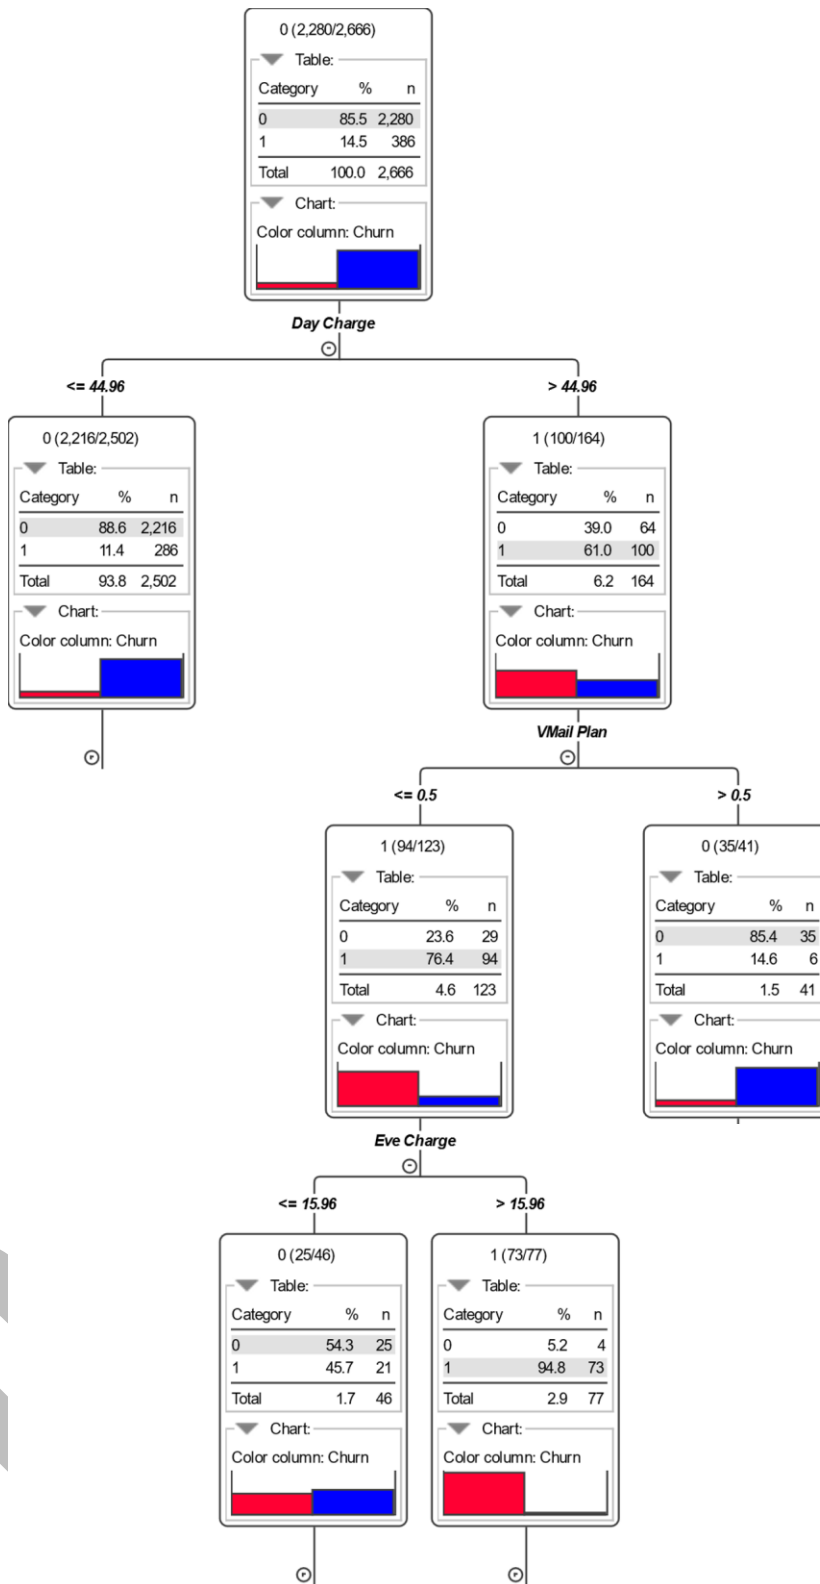 0 (2,280/2,666)
Table:
Category % n
0 85.5 2,280
1 14.5 386
Total 100.0 2,666
Chart:
Color column: Churn
Day Charge
<= 44.96
> 44.96
0 (2,216/2,502)
Table:
Category % n
0 88.6 2,216
1 11.4 286
Total 93.8 2,502
Chart:
Color column: Churn
1 (100/164)
Table:
Category % n
0 39.0 64
1 61.0 100
Total 6.2 164
Chart:
Color column: Churn
VMail Plan
<= 0.5
> 0.5
1 (94/123)
Table:
Category % n
0 23.6 29
1 76.4 94
Total 4.6 123
Chart:
Color column: Churn
0 (35/41)
Table:
Category % n
0 85.4 35
1 14.6 6
Total 1.5 41
Chart:
Color column: Churn
Eve Charge
<= 15.96
> 15.96
0 (25/46)
Table:
Category % n
0 54.3 25
1 45.7 21
Total 1.7 46
Chart:
Color column: Churn
1 (73/77)
Table:
Category % n
0 5.2 4
1 94.8 73
Total 2.9 77
Chart:
Color column: Churn